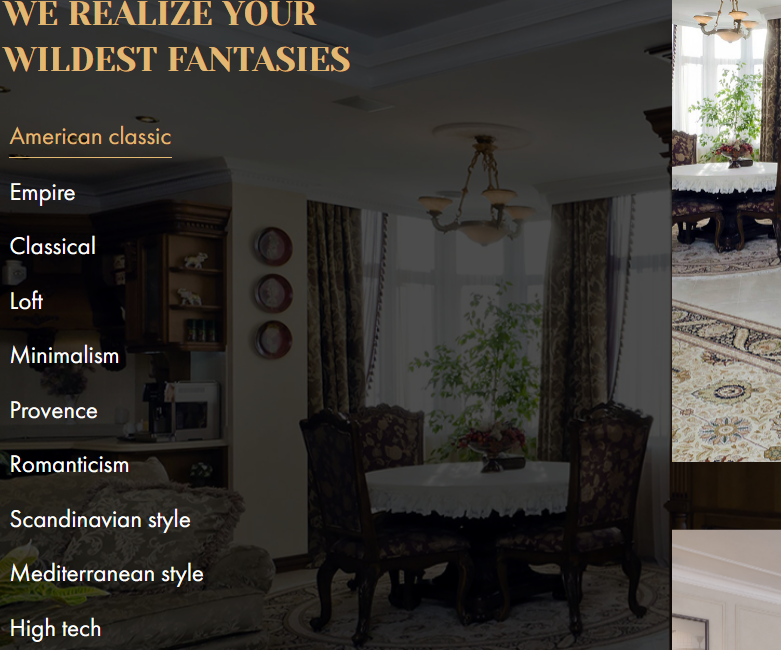 WE REALIZE YOUR
WILDEST FANTASIES
American classic
Empire
Classical
Loft
Minimalism
Provence
Romanticism
Scandinavian style
Mediterranean style
High tech